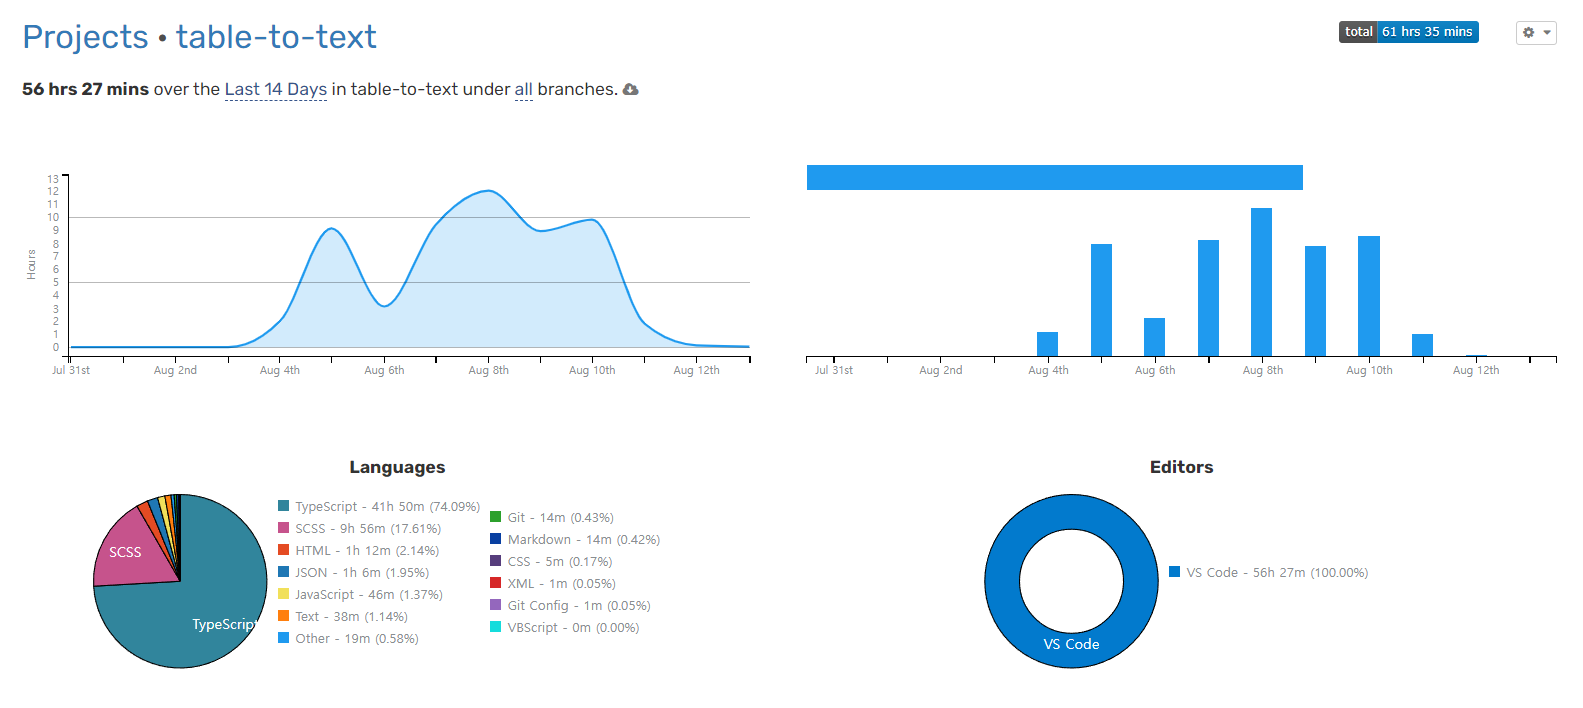 Projects • table-to-text
total 61 hrs 35 mins
56 hrs 27 mins over the Last 14 Days in table-to-text under all branches.
Hours
13
12
11
10
9
8
7
6
5
4
3
2
1
0
Jul 31st Aug 2nd Aug 4th Aug 6th Aug 8th Aug 10th Aug 12th
Jul 31st Aug 2nd Aug 4th Aug 6th Aug 8th Aug 10th Aug 12th
Languages
SCSS
TypeScript
TypeScript - 41h 50m (74.09%)
SCSS - 9h 56m (17.61%)
HTML - 1h 12m (2.14%)
JSON - 1h 6m (1.95%)
JavaScript - 46m (1.37%)
Text - 38m (1.14%)
Other - 19m (0.58%)
Git - 14m (0.43%)
Markdown - 14m (0.42%)
CSS - 5m (0.17%)
XML - 1m (0.05%)
Git Config - 1m (0.05%)
VBScript - 0m (0.00%)
Editors
VS Code
VS Code - 56h 27m (100.00%)